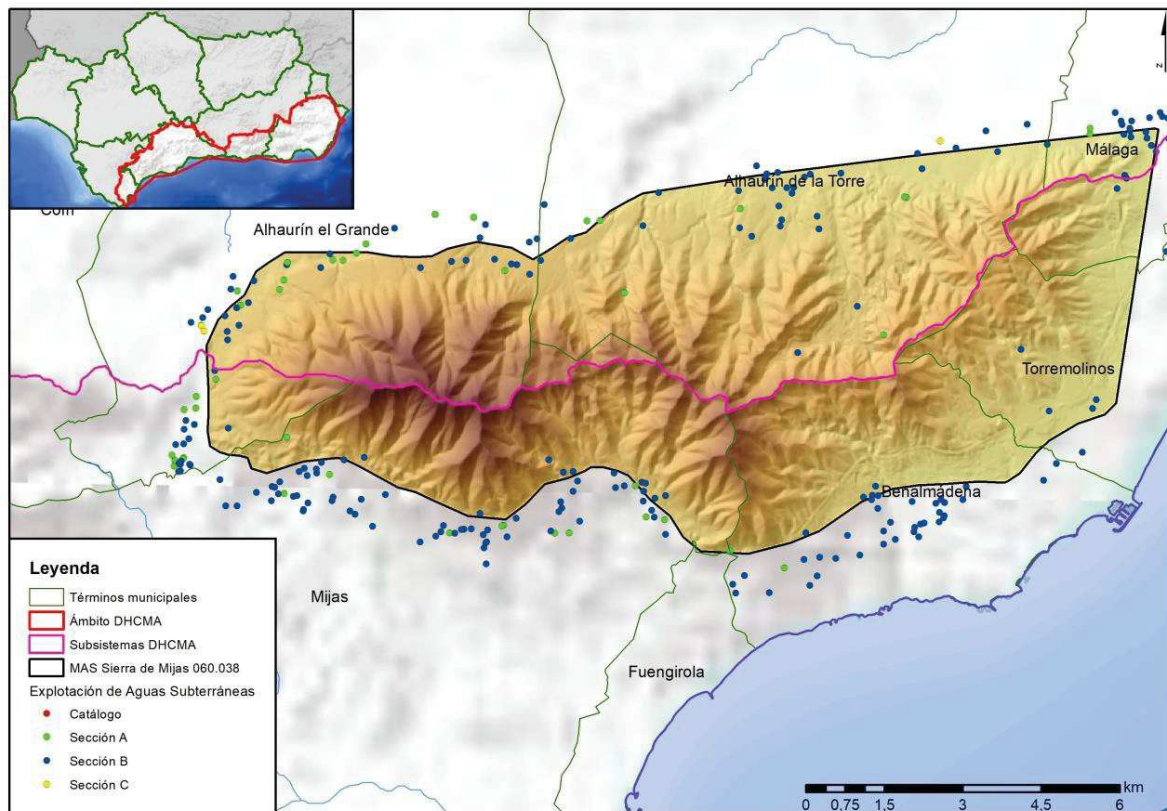 z
Málaga
Alhaurín de la Torre
Coín
Alhaurín el Grande
Torremolinos
Benalmádena
Mijas
Fuengirola
Leyenda
Términos municipales
Ámbito DHCMA
Subsistemas DHCMA
MAS Sierra de Mijas 060.038
Explotación de Aguas Subterráneas
Catálogo
Sección A
Sección B
Sección C
km
0 0,75 1,5 3 4,5 6